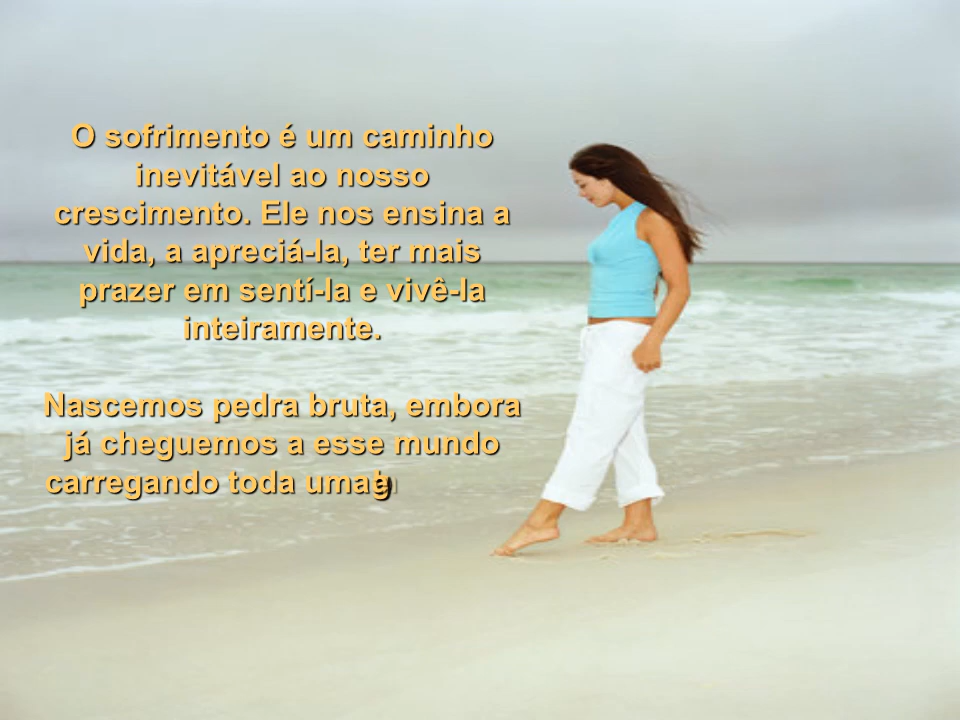 O sofrimento é um caminho
inevitável ao nosso
crescimento. Ele nos ensina a
vida, a apreciá-la, ter mais
prazer em sentí-la e vivê-la
inteiramente.
Nascemos pedra bruta, embora
já cheguemos a esse mundo
carregando toda uma